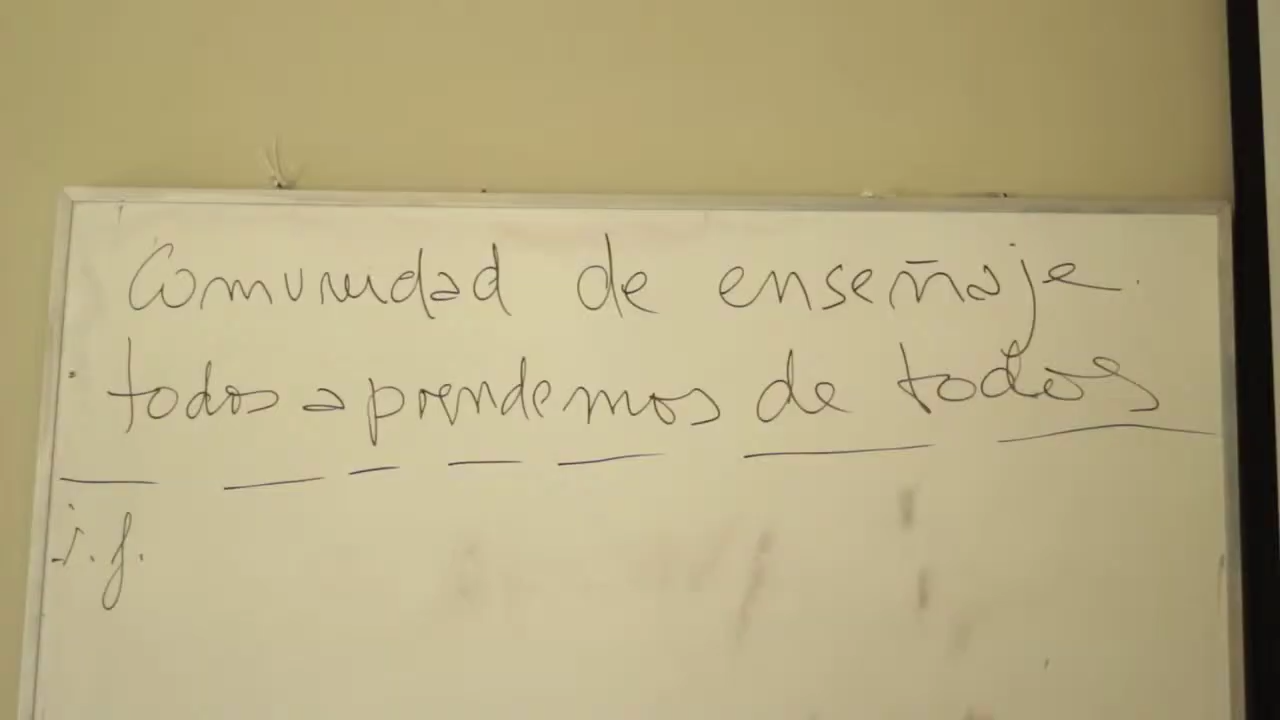 Comunidad de enseñaje.
todos aprendemos de todos
i.f.